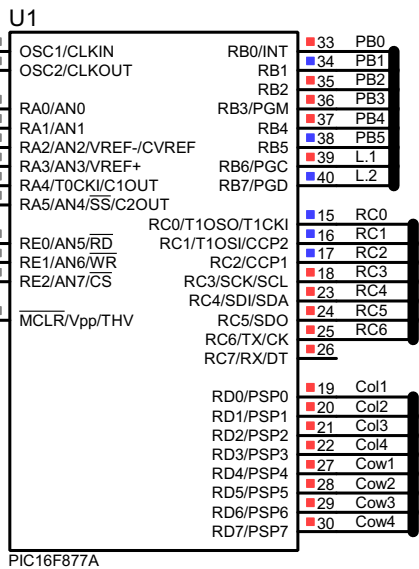 U1
OSC1/CLKIN RB0/INT 33 PB0
OSC2/CLKOUT RB1 34 PB1
RB2 35 PB2
RA0/AN0 RB3/PGM 36 PB3
RA1/AN1 RB4 37 PB4
RA2/AN2/VREF-/CVREF RB5 38 PB5
RA3/AN3/VREF+ RB6/PGC 39 L.1
RA4/T0CKI/C1OUT RB7/PGD 40 L.2
RA5/AN4/SS/C2OUT
RC0/T1OSO/T1CKI 15 RC0
RE0/AN5/RD RC1/T1OSI/CCP2 16 RC1
RE1/AN6/WR RC2/CCP1 17 RC2
RE2/AN7/CS RC3/SCK/SCL 18 RC3
RC4/SDI/SDA 23 RC4
MCLR/Vpp/THV RC5/SDO 24 RC5
RC6/TX/CK 25 RC6
RC7/RX/DT 26
RD0/PSP0 19 Col1
RD1/PSP1 20 Col2
RD2/PSP2 21 Col3
RD3/PSP3 22 Col4
RD4/PSP4 27 Cow1
RD5/PSP5 28 Cow2
RD6/PSP6 29 Cow3
RD7/PSP7 30 Cow4
PIC16F877A